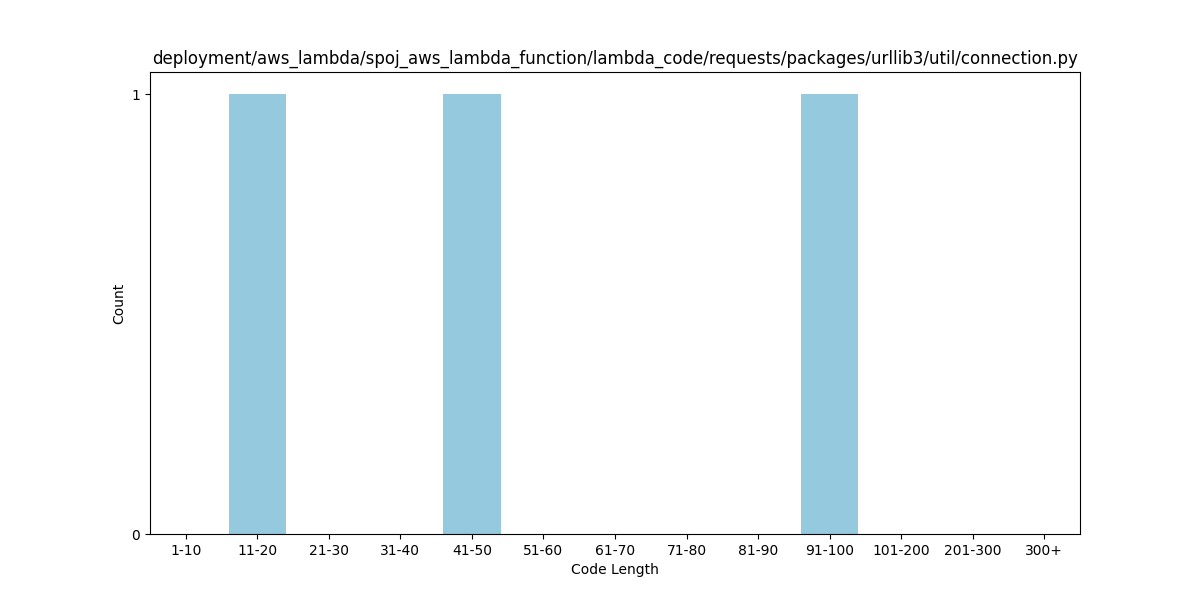 deployment/aws_lambda/spoj_aws_lambda_function/lambda_code/requests/packages/urllib3/util/connection.py
1
Count
0
1-10 11-20 21-30 31-40 41-50 51-60 61-70 71-80 81-90 91-100 101-200 201-300 300+
Code Length